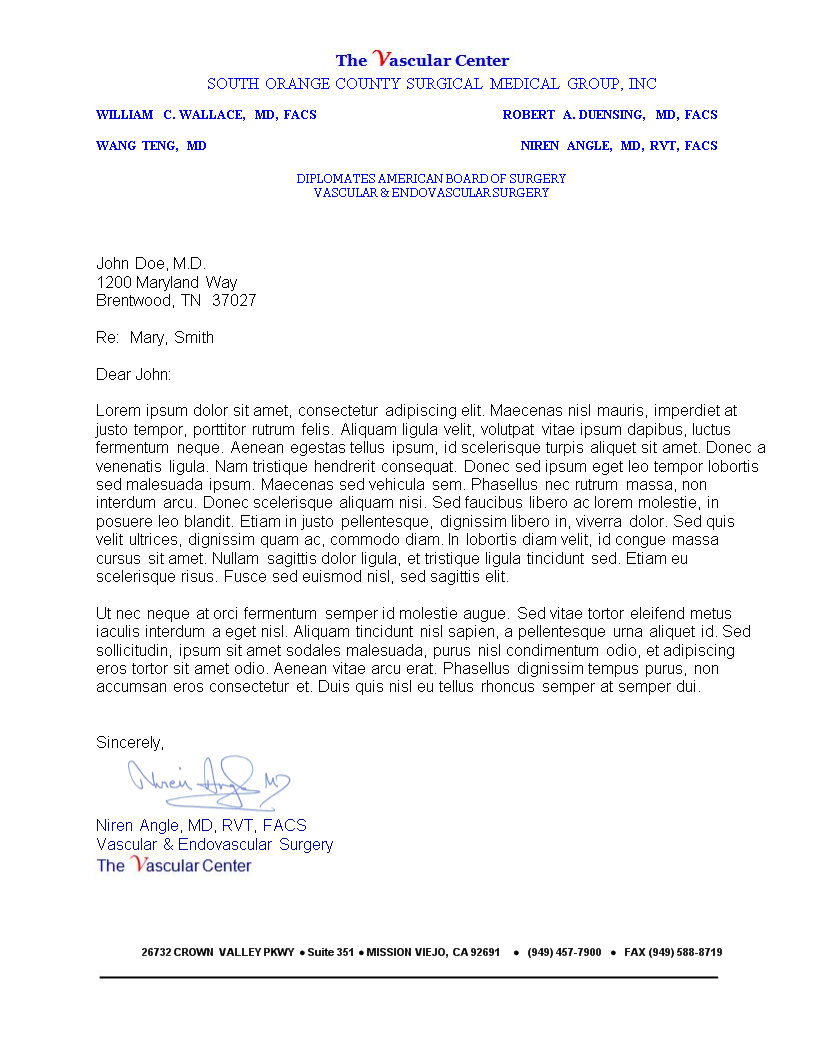 The Vascular Center
SOUTH ORANGE COUNTY SURGICAL MEDICAL GROUP, INC
WILLIAM C. WALLACE, MD, FACS ROBERT A. DUENSING, MD, FACS
WANG TENG, MD NIREN ANGLE, MD, RVT, FACS
DIPLOMATES AMERICAN BOARD OF SURGERY
VASCULAR & ENDOVASCULAR SURGERY
John Doe, M.D.
1200 Maryland Way
Brentwood, TN 37027
Re: Mary, Smith
Dear John:
Lorem ipsum dolor sit amet, consectetur adipiscing elit. Maecenas nisl mauris, imperdiet at
justo tempor, porttitor rutrum felis. Aliquam ligula velit, volutpat vitae ipsum dapibus, luctus
fermentum neque. Aenean egestas tellus ipsum, id scelerisque turpis aliquet sit amet. Donec a
venenatis ligula. Nam tristique hendrerit consequat. Donec sed ipsum eget leo tempor lobortis
sed malesuada ipsum. Maecenas sed vehicula sem. Phasellus nec rutrum massa, non
interdum arcu. Donec scelerisque aliquam nisi. Sed faucibus libero ac lorem molestie, in
posuere leo blandit. Etiam in justo pellentesque, dignissim libero in, viverra dolor. Sed quis
velit ultrices, dignissim quam ac, commodo diam. In lobortis diam velit, id congue massa
cursus sit amet. Nullam sagittis dolor ligula, et tristique ligula tincidunt sed. Etiam eu
scelerisque risus. Fusce sed euismod nisl, sed sagittis elit.
Ut nec neque at orci fermentum semper id molestie augue. Sed vitae tortor eleifend metus
iaculis interdum a eget nisl. Aliquam tincidunt nisl sapien, a pellentesque urna aliquet id. Sed
sollicitudin, ipsum sit amet sodales malesuada, purus nisl condimentum odio, et adipiscing
eros tortor sit amet odio. Aenean vitae arcu erat. Phasellus dignissim tempus purus, non
accumsan eros consectetur et. Duis quis nisl eu tellus rhoncus semper at semper dui.
Sincerely,
Niren Angle MD
Niren Angle, MD, RVT, FACS
Vascular & Endovascular Surgery
The Vascular Center
26732 CROWN VALLEY PKWY ● Suite 351 ● MISSION VIEJO, CA 92691 ● (949) 457-7900 ● FAX (949) 588-8719